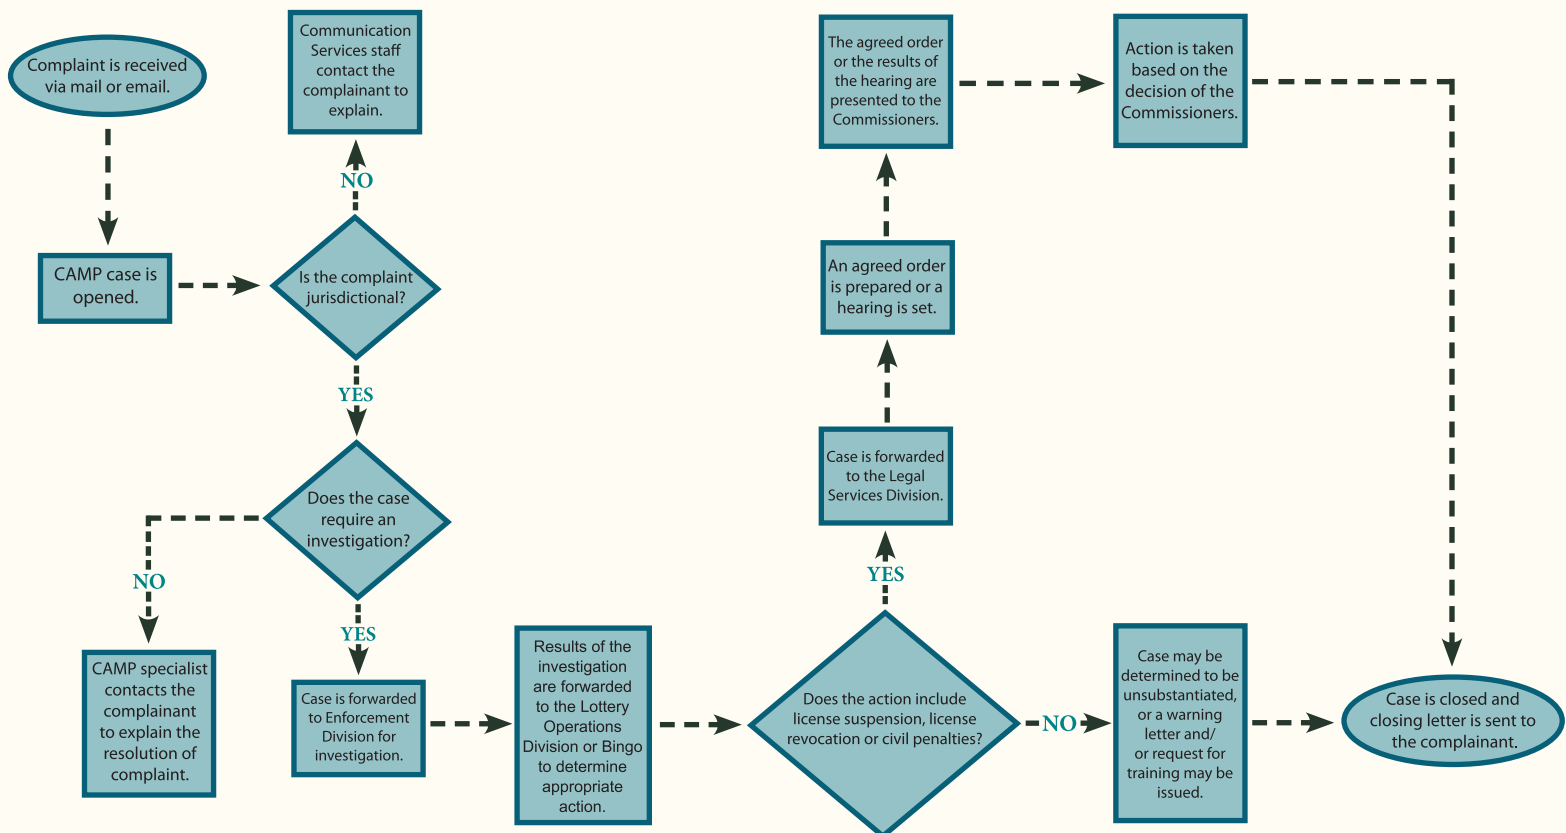 Complaint is received
via mail or email.
CAMP case is
opened.
Is the complaint
jurisdictional?
NO
Communication
Services staff
contact the
complainant to
explain.
YES
Does the case
require an
investigation?
NO
CAMP specialist
contacts the
complainant
to explain the
resolution of
complaint.
YES
Case is forwarded
to Enforcement
Division for
investigation.
Results of the
investigation
are forwarded
to the Lottery
Operations
Division or Bingo
to determine
appropriate
action.
Does the action include
license suspension, license
revocation or civil penalties?
YES
Case is forwarded
to the Legal
Services Division.
An agreed order
is prepared or a
hearing is set.
The agreed order
or the results of
the hearing are
presented to the
Commissioners.
Action is taken
based on the
decision of the
Commissioners.
NO
Case may be
determined to be
unsubstantiated,
or a warning
letter and/
or request for
training may be
issued.
Case is closed and
closing letter is sent to
the complainant.